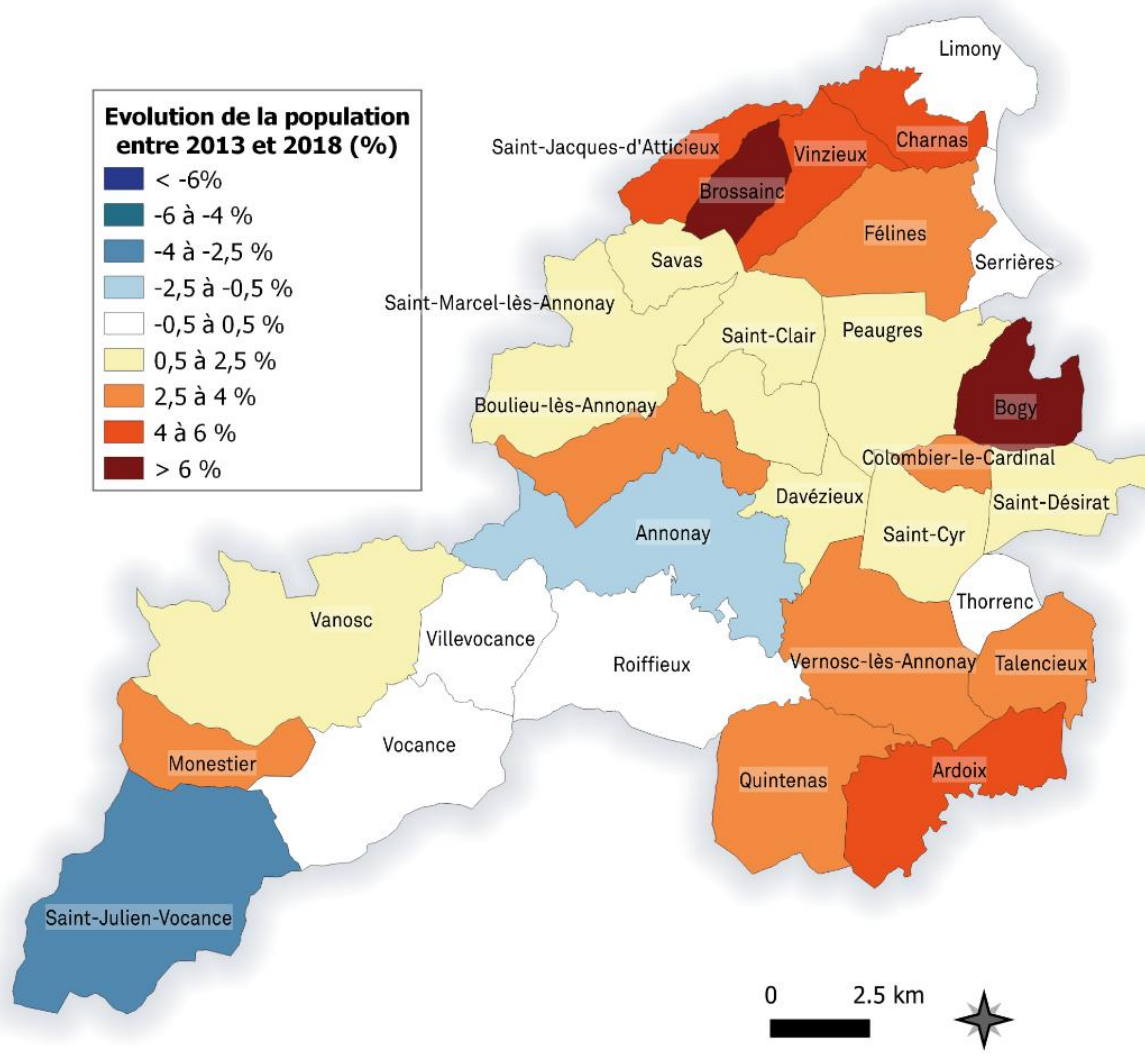 Evolution de la population
entre 2013 et 2018 (%)
< -6%
-6 à -4 %
-4 à -2,5 %
-2,5 à -0,5 %
-0,5 à 0,5 %
0,5 à 2,5 %
2,5 à 4 %
4 à 6 %
> 6 %
Limony
Charnas
Saint-Jacques-d'Atticieux
Vinzieux
Brossainc
Félines
Savas
Serrières
Saint-Marcel-lès-Annonay
Saint-Clair
Peaugres
Boulieu-lès-Annonay
Bogy
Colombier-le-Cardinal
Davézieux
Saint-Désirat
Annonay
Saint-Cyr
Thorrenc
Vanosc
Villevocance
Roiffieux
Vernosc-lès-Annonay
Talencieux
Vocance
Monestier
Quintenas
Ardoix
Saint-Julien-Vocance
0 2.5 km